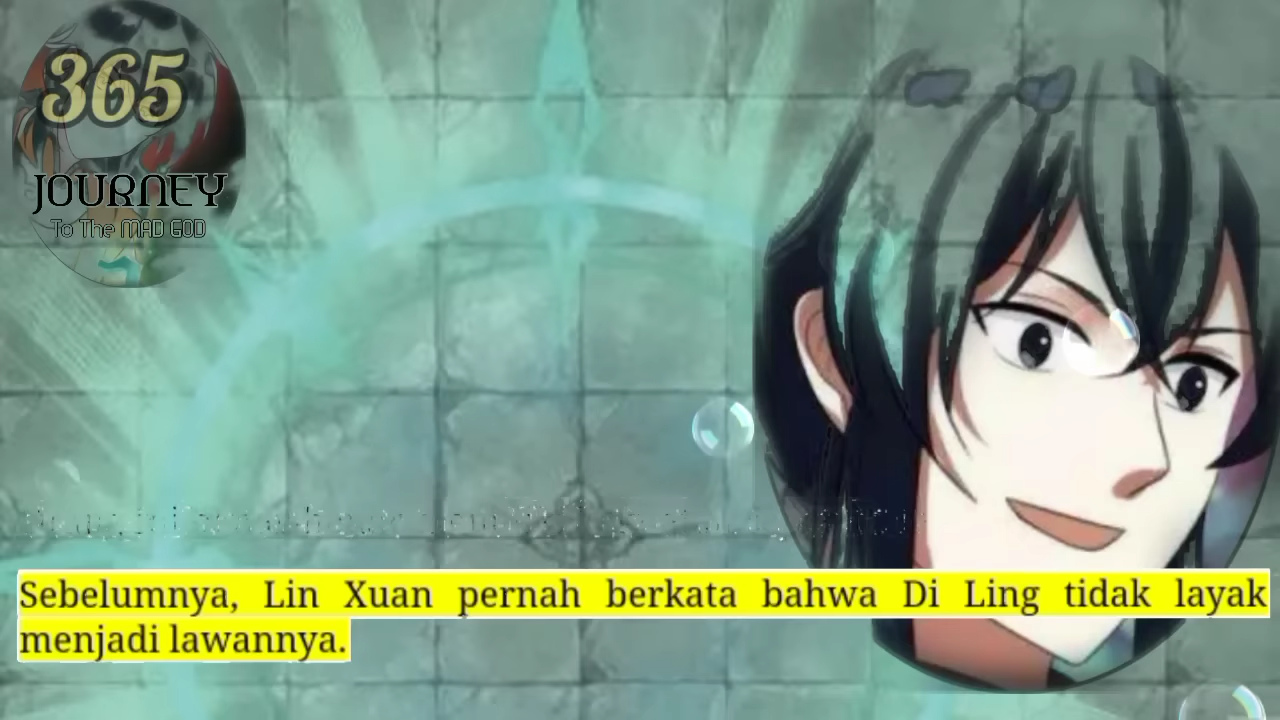 365
JOURNEY
To The MAD GOD
Sebelumnya, Lin Xuan pernah berkata bahwa Di Ling tidak layak
menjadi lawannya.